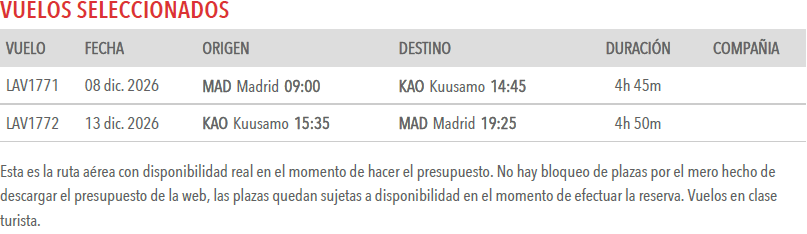 VUELOS SELECCIONADOS
VUELO FECHA ORIGEN DESTINO DURACIÓN COMPAÑIA
LAV1771 08 dic. 2026 MAD Madrid 09:00 KAO Kuusamo 14:45 4h 45m
LAV1772 13 dic. 2026 KAO Kuusamo 15:35 MAD Madrid 19:25 4h 50m
Esta es la ruta aérea con disponibilidad real en el momento de hacer el presupuesto. No hay bloqueo de plazas por el mero hecho de
descargar el presupuesto de la web, las plazas quedan sujetas a disponibilidad en el momento de efectuar la reserva. Vuelos en clase
turista.